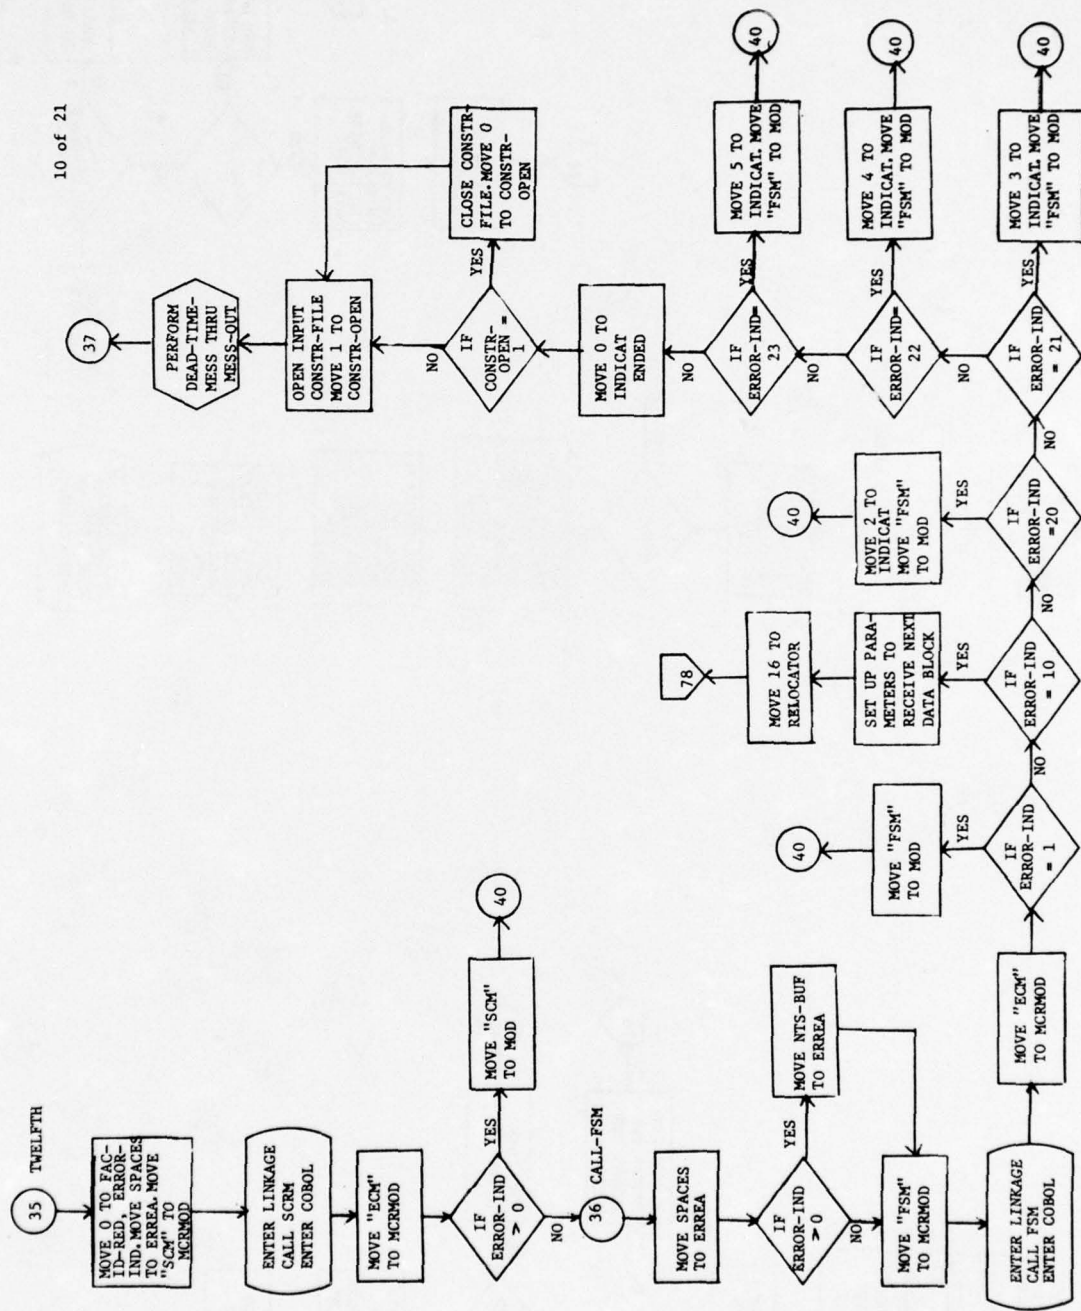 10 of 21
35
TWELFTH
MOVE 0 TO FAC-
ID-RED, ERROR-
IND. MOVE SPACES
TO ERREA. MOVE
"SCM" TO
MCRMOD
ENTER LINKAGE
CALL SCRM
ENTER COBOL
MOVE "ECM"
TO MCRMOD
IF
ERROR-IND
> 0
YES
MOVE "SCM"
TO MOD
40
NO
36
CALL-FSM
MOVE SPACES
TO ERREA
IF
ERROR-IND
> 0
YES
MOVE NTS-BUF
TO ERREA
NO
MOVE "FSM"
TO MCRMOD
ENTER LINKAGE
CALL FSM
ENTER COBOL
MOVE "ECM"
TO MCRMOD
IF
ERROR-IND
= 1
YES
MOVE "FSM"
TO MOD
40
NO
IF
ERROR-IND
= 10
YES
SET UP PARA-
METERS TO
RECEIVE NEXT
DATA BLOCK
MOVE 16 TO
RELOCATOR
78
NO
IF
ERROR-IND
=20
YES
MOVE 2 TO
INDICAT
MOVE "FSM"
TO MOD
40
NO
IF
ERROR-IND
= 21
YES
MOVE 3 TO
INDICAT. MOVE
"FSM" TO MOD
40
NO
IF
ERROR-IND=
22
YES
MOVE 4 TO
INDICAT. MOVE
"FSM" TO MOD
40
NO
IF
ERROR-IND=
23
YES
MOVE 5 TO
INDICAT. MOVE
"FSM" TO MOD
40
NO
MOVE 0 TO
INDICAT
ENDED
IF
CONSTR-
OPEN =
1
YES
CLOSE CONSTR-
FILE. MOVE 0
TO CONSTR-
OPEN
NO
OPEN INPUT
CONSTR-FILE
MOVE 1 TO
CONSTR-OPEN
PERFORM
DEAD-TIME-
MESS THRU
MESS-OUT
37